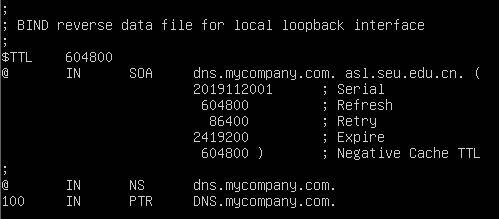 ;
; BIND reverse data file for local loopback interface
;
$TTL    604800
@       IN      SOA     dns.mycompany.com. asl.seu.edu.cn. (
                        2019112001      ; Serial
                         604800         ; Refresh
                          86400         ; Retry
                        2419200         ; Expire
                         604800 )       ; Negative Cache TTL
;
@       IN      NS      dns.mycompany.com.
100     IN      PTR     DNS.mycompany.com.